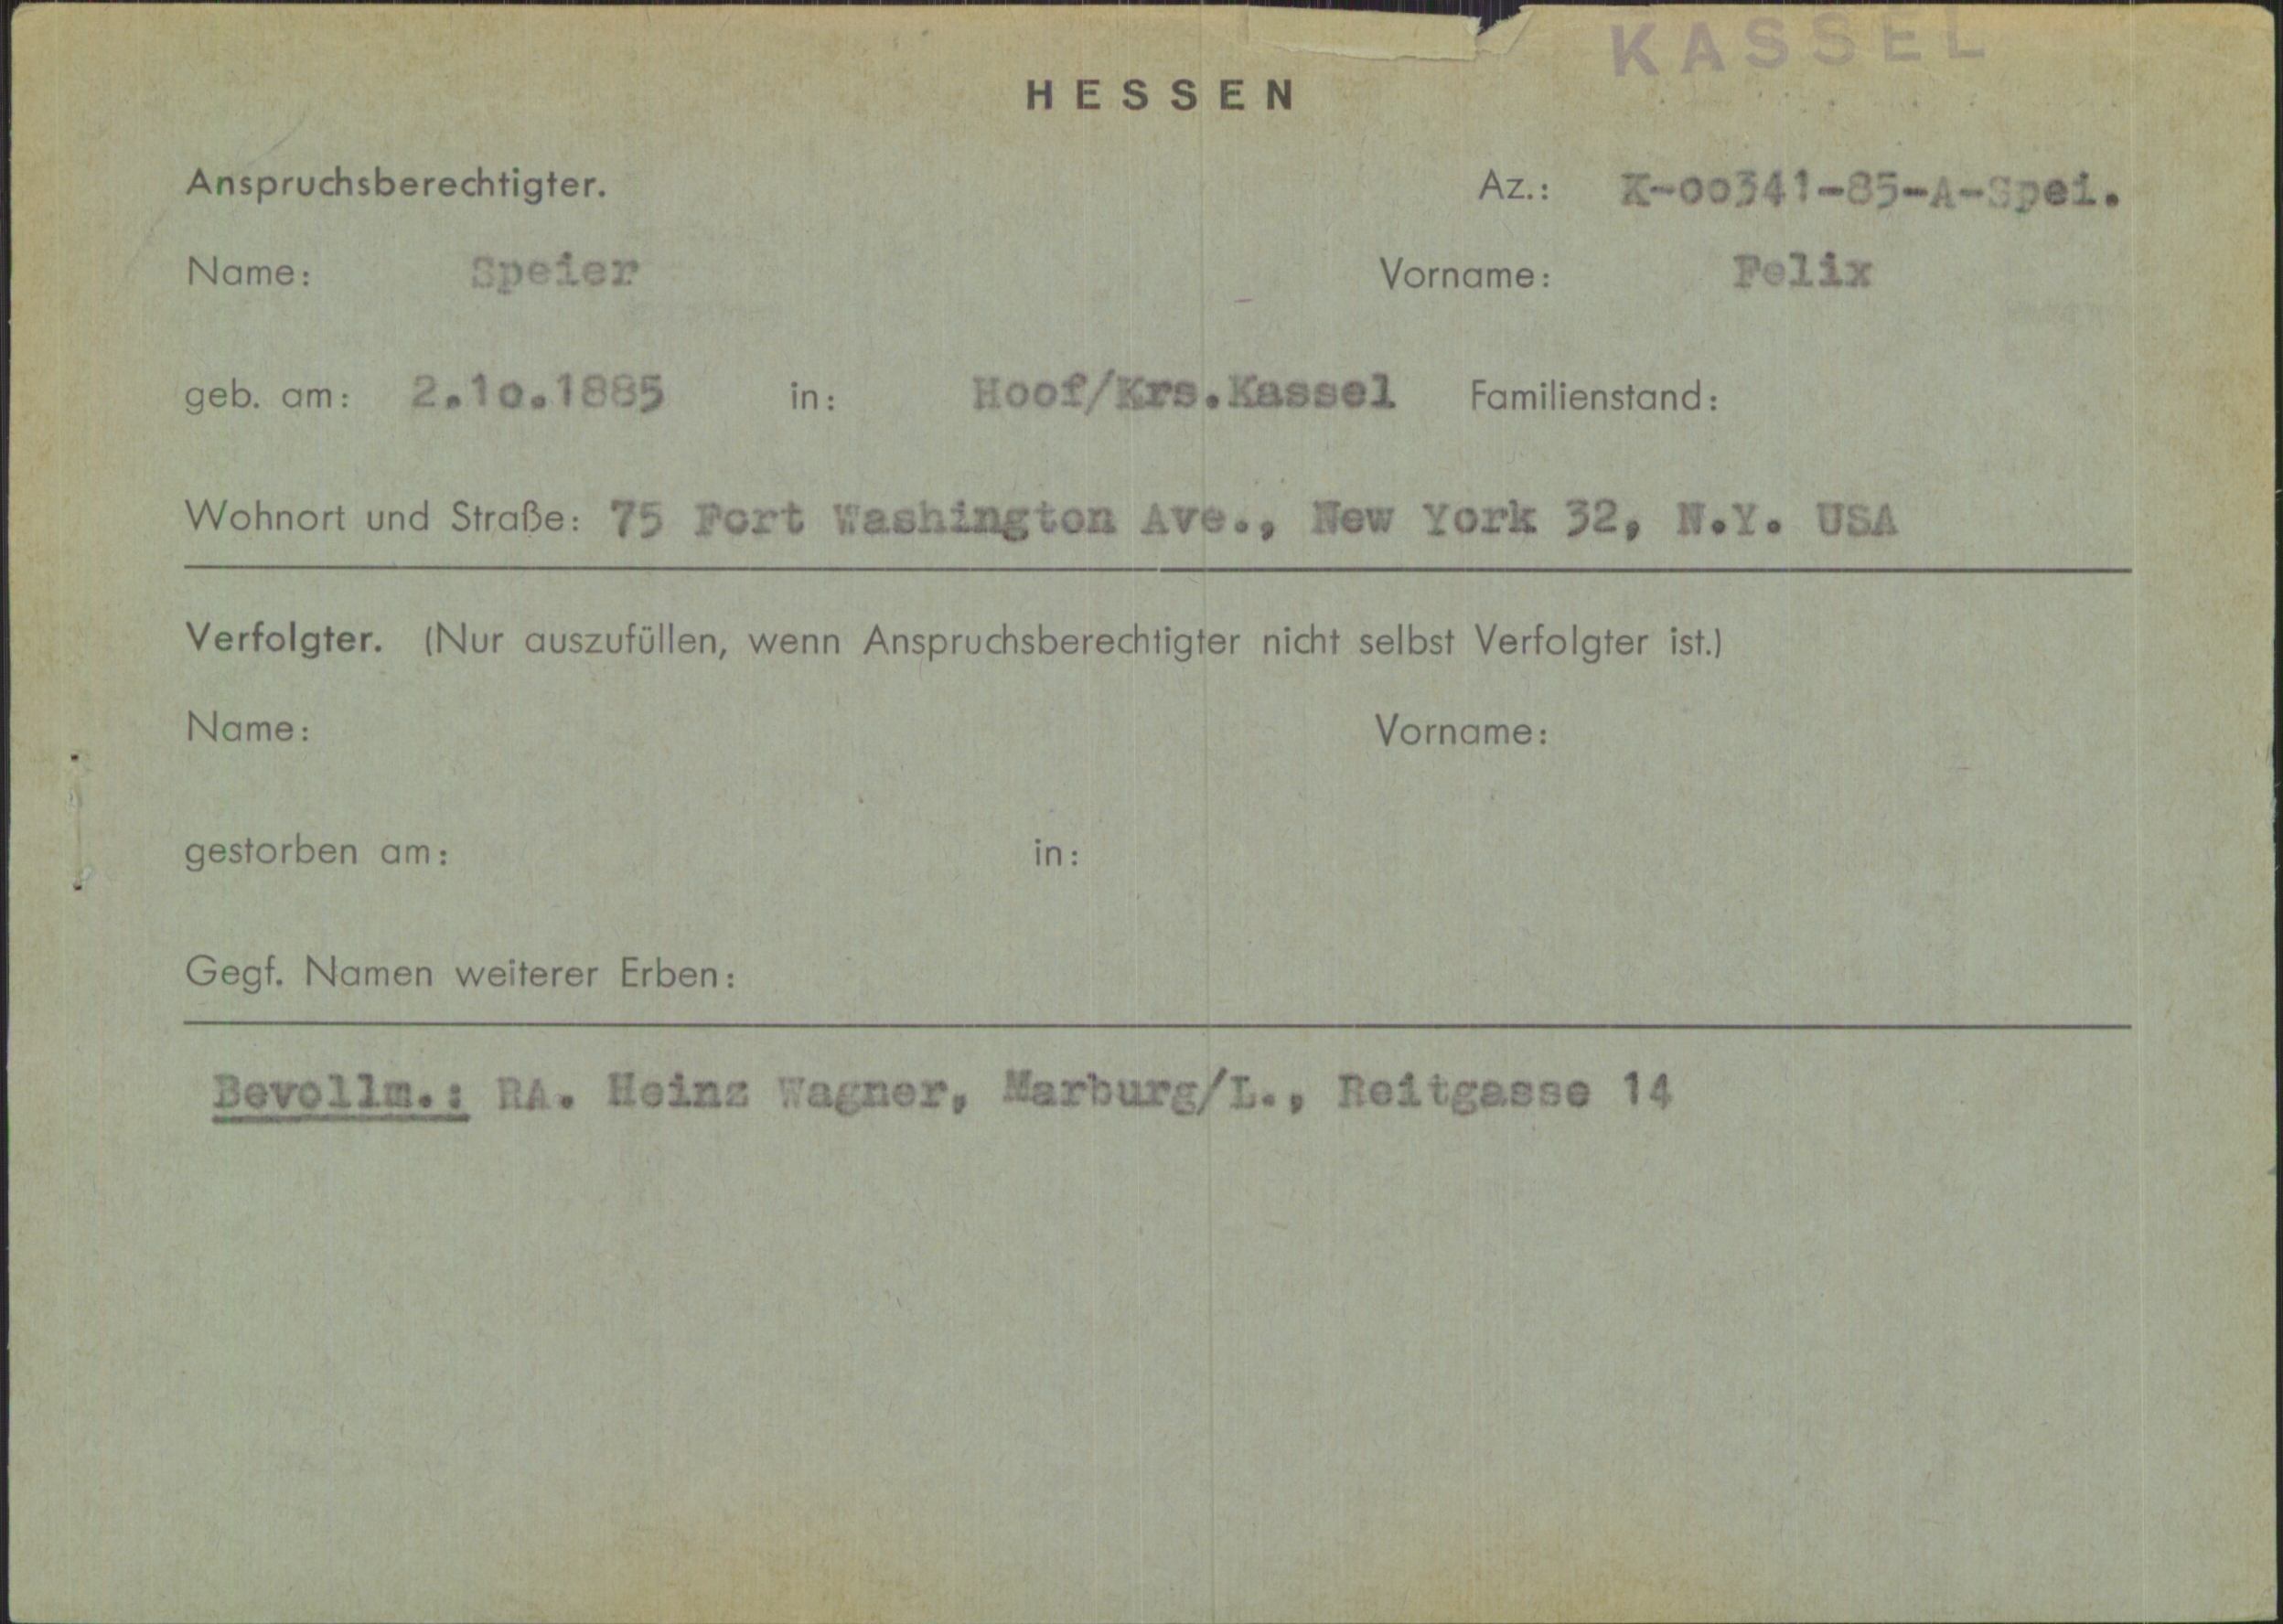 KASSEL
HESSEN
Anspruchsberechtigter. Az.: K-00341-85-A-Spei.
Name: Speier Vorname: Felix
geb. am: 2.1o.1885 in: Hoof/Krs.Kassel Familienstand:
Wohnort und Straße: 75 Fort Washington Ave., New York 32, N.Y. USA
Verfolgter. (Nur auszufüllen, wenn Anspruchsberechtigter nicht selbst Verfolgter ist.)
Name: Vorname:
gestorben am: in:
Gegf. Namen weiterer Erben:
Bevollm.: RA. Heinz Wagner, Marburg/L., Reitgasse 14